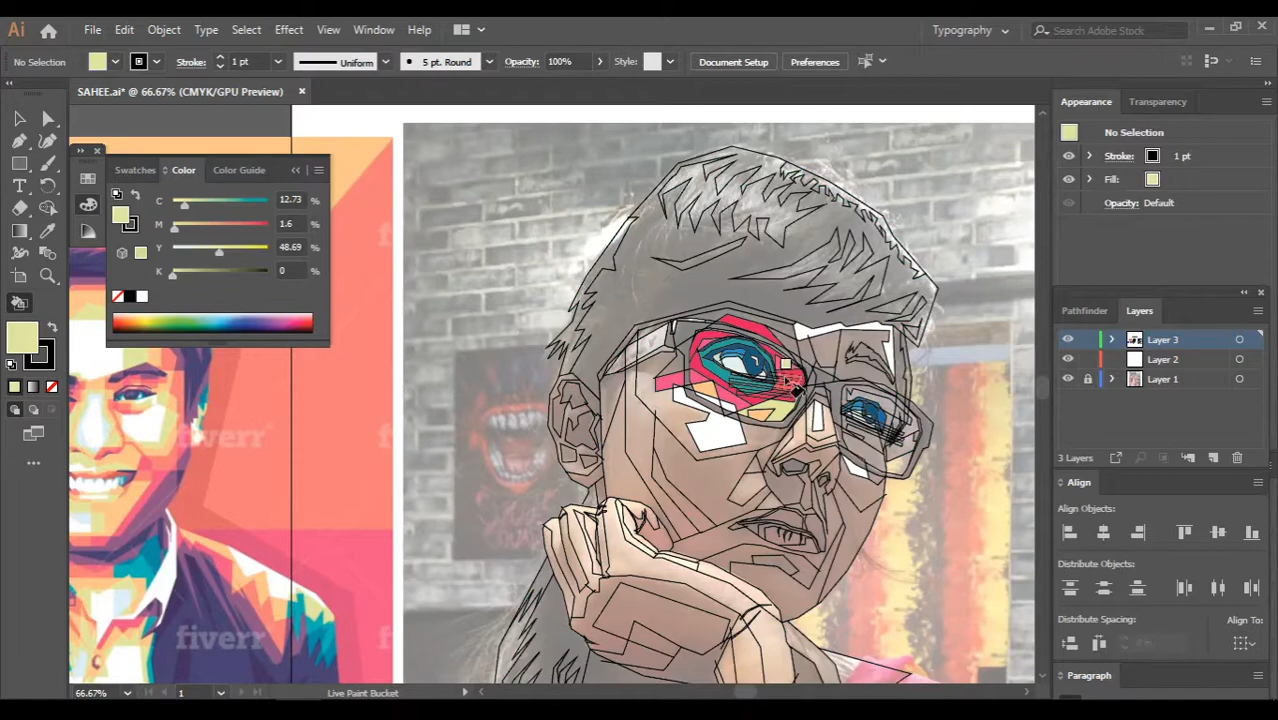 Ai File Edit Object Type Select Effect View Window Help Typography Search Adobe Stock
No Selection Stroke: 1 pt Uniform 5 pt. Round Opacity: 100% Style: Document Setup Preferences
SAHEE.ai* @ 66.67% (CMYK/GPU Preview)
Swatches Color Color Guide
C 12.73 %
M 1.6 %
Y 48.69 %
K 0 %
fiverr
fiverr
Appearance Transparency
No Selection
Stroke: 1 pt
Fill:
Opacity: Default
Pathfinder Layers
Layer 3
Layer 2
Layer 1
3 Layers
Align
Align Objects:
Distribute Objects:
Distribute Spacing: Align To:
Paragraph
66.67% 1 Live Paint Bucket